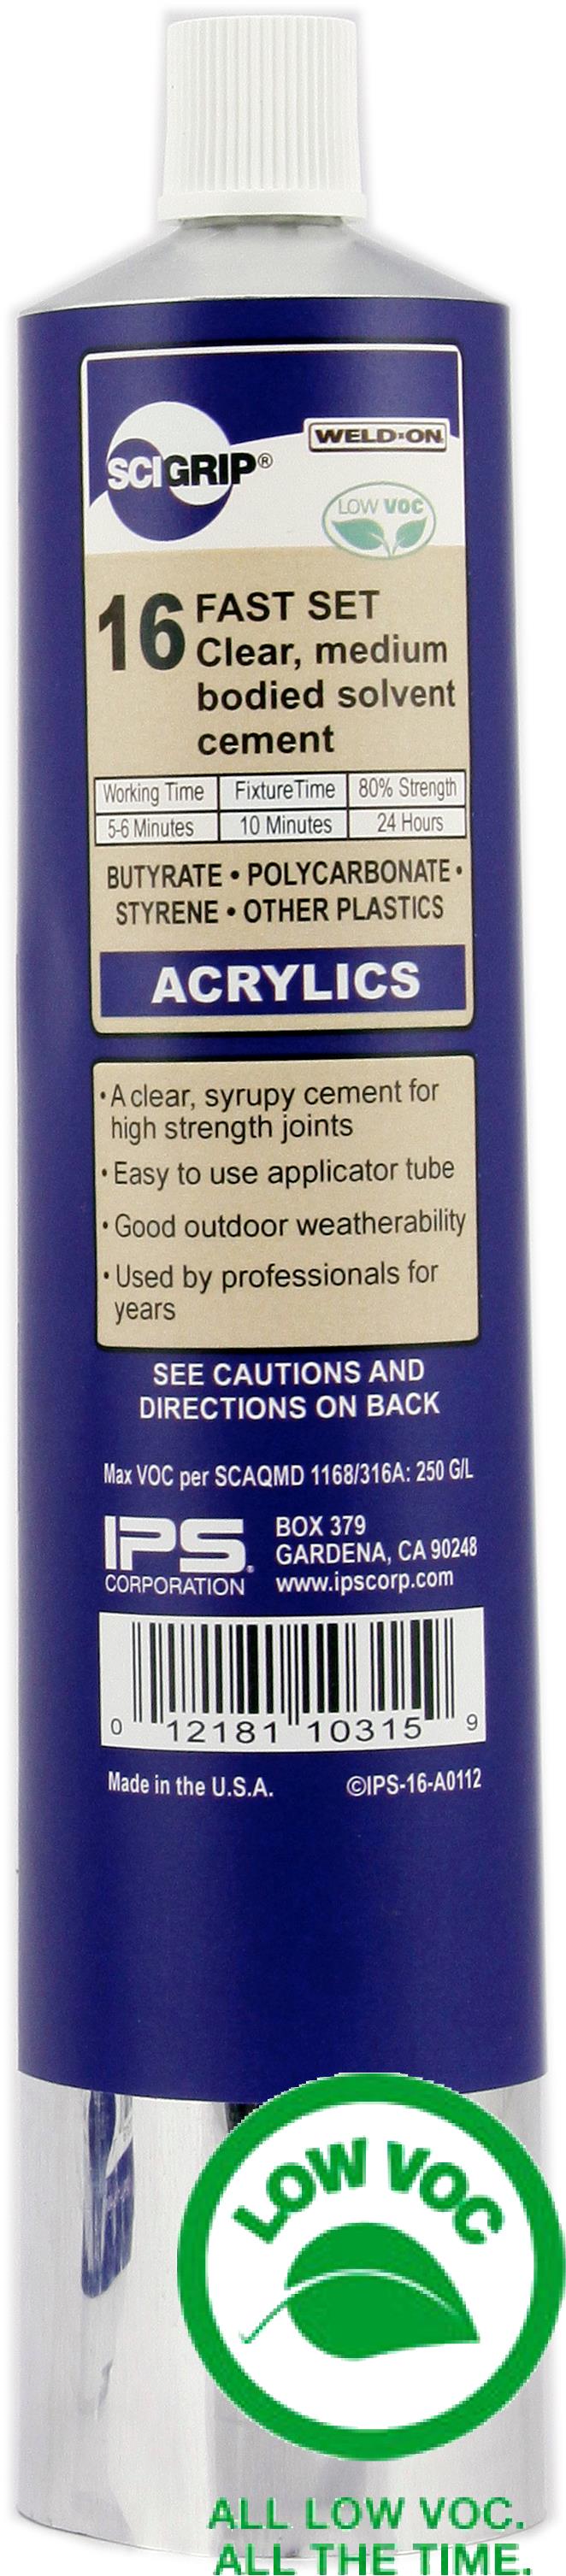 SCIGRIP®
WELD-ON
LOW VOC
16 FAST SET
Clear, medium
bodied solvent
cement
Working Time Fixture Time 80% Strength
5-6 Minutes 10 Minutes 24 Hours
BUTYRATE • POLYCARBONATE •
STYRENE • OTHER PLASTICS
ACRYLICS
• A clear, syrupy cement for
high strength joints
• Easy to use applicator tube
• Good outdoor weatherability
• Used by professionals for
years
SEE CAUTIONS AND
DIRECTIONS ON BACK
Max VOC per SCAQMD 1168/316A: 250 G/L
IPS®
CORPORATION
BOX 379
GARDENA, CA 90248
www.ipscorp.com
0 12181 10315 9
Made in the U.S.A. ©IPS-16-A0112
LOW VOC
ALL LOW VOC.
ALL THE TIME.